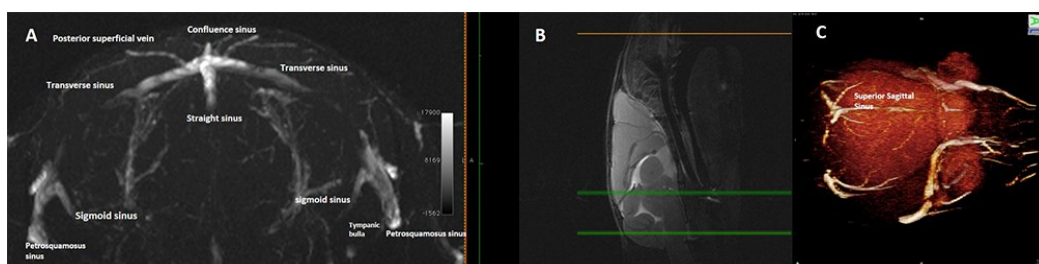 A
Confluence sinus
Posterior superficial vein
Transverse sinus
Transverse sinus
Straight sinus
17900
8169
-1562
Sigmoid sinus
sigmoid sinus
Tympanic
bulla
Petrosquamosus sinus
Petrosquamosus
sinus
A
B
C
Superior Sagittal
Sinus
A